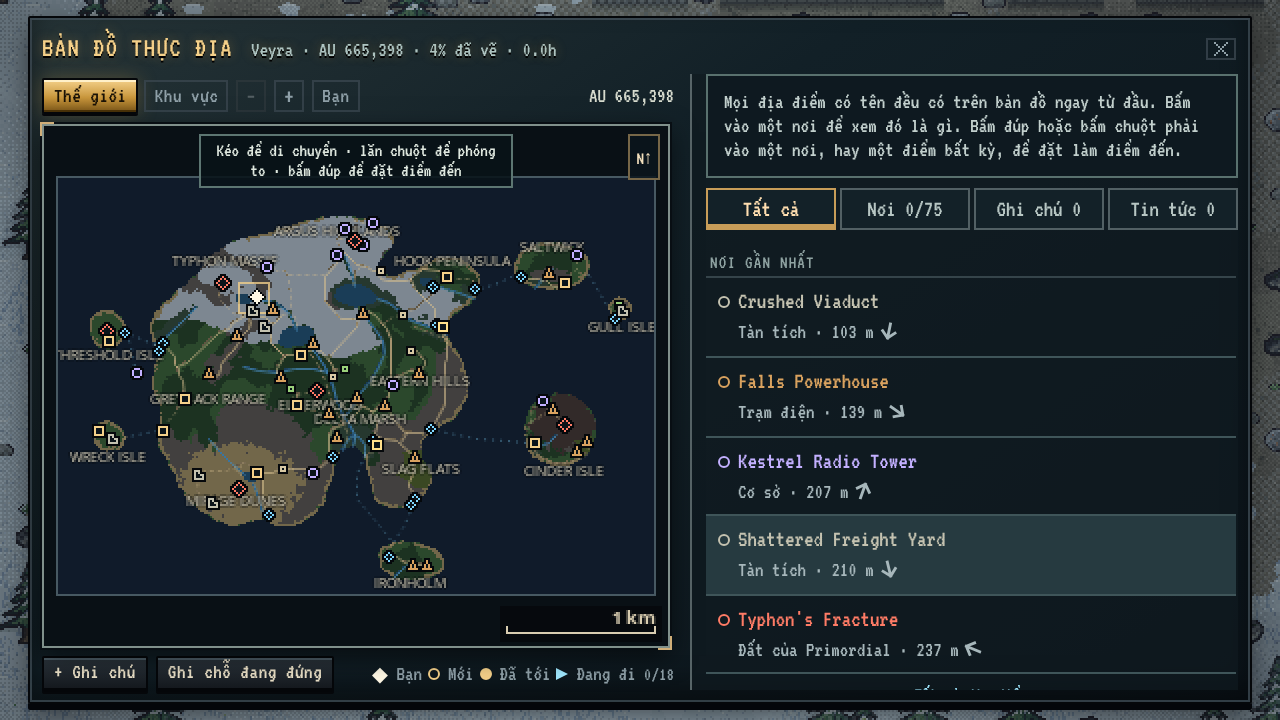 BẢN ĐỒ THỰC ĐỊA Veyra · AU 665,398 · 4% đã vẽ · 0.0h
Thế giới Khu vực - + Bạn AU 665,398
Kéo để di chuyển · lăn chuột để phóng
to · bấm đúp để đặt điểm đến
N↑
SALTWICK
HOOK PENINSULA
GULL ISLE
EASTERN HILLS
DELTA MARSH
WRECK ISLE
SLAG FLATS
CINDER ISLE
IRONHOLM
1 km
+ Ghi chú Ghi chỗ đang đứng Bạn Mới Đã tới Đang đi 0/18
Mọi địa điểm có tên đều có trên bản đồ ngay từ đầu. Bấm
vào một nơi để xem đó là gì. Bấm đúp hoặc bấm chuột phải
vào một nơi, hay một điểm bất kỳ, để đặt làm điểm đến.
Tất cả Nơi 0/75 Ghi chú 0 Tin tức 0
NƠI GẦN NHẤT
Crushed Viaduct
Tàn tích · 103 m ↓
Falls Powerhouse
Trạm điện · 139 m ↘
Kestrel Radio Tower
Cơ sở · 207 m ↗
Shattered Freight Yard
Tàn tích · 210 m ↓
Typhon's Fracture
Đất của Primordial · 237 m ↖